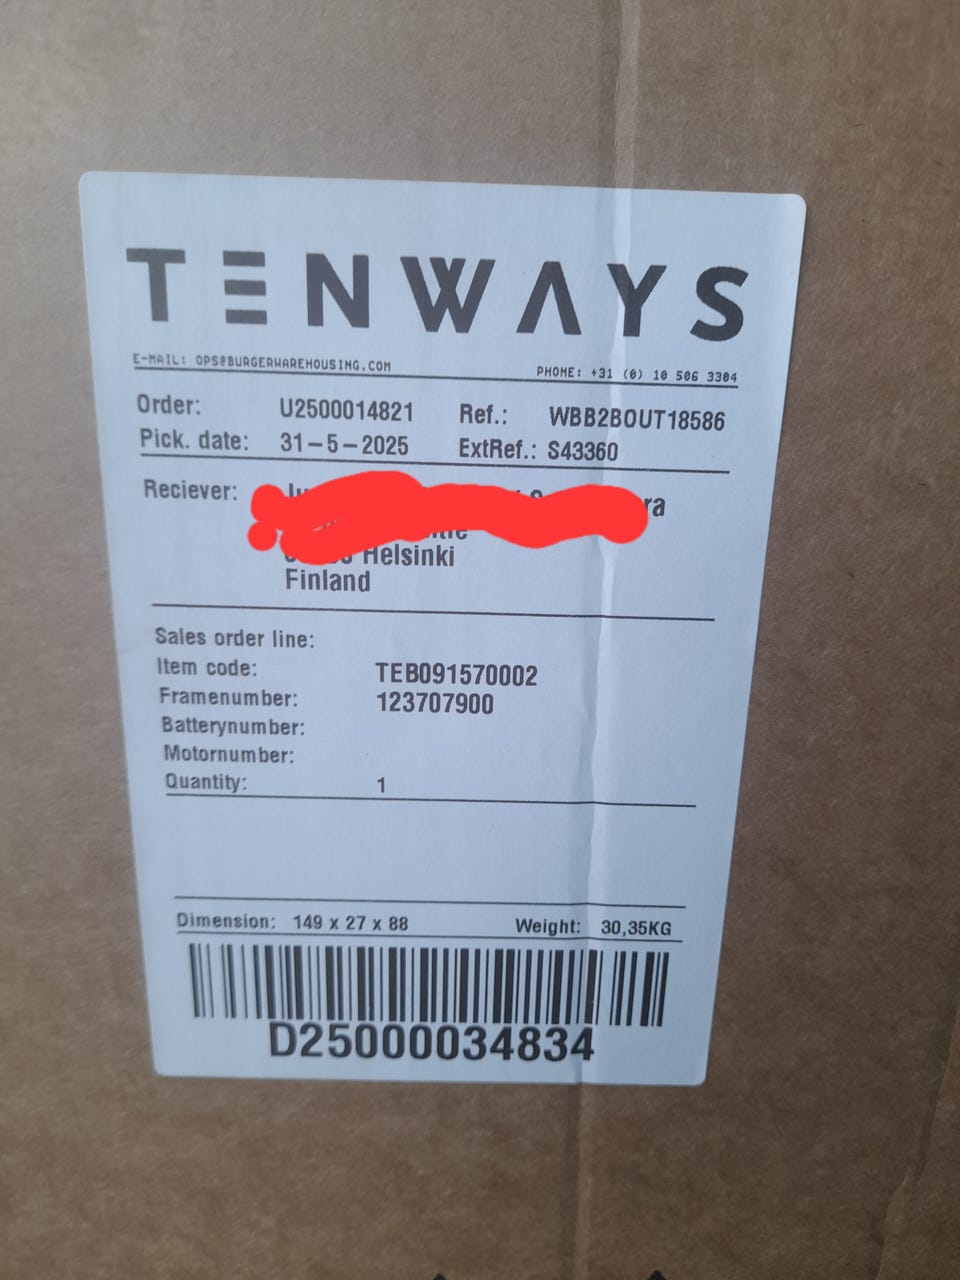 TENWAYS
E-MAIL: OPS@BURGERWAREHOUSING.COM PHONE: +31 (0) 10 506 3304
Order: U2500014821 Ref.: WBB2BOUT18586
Pick. date: 31-5-2025 ExtRef.: S43360
Reciever:
Helsinki
Finland
Sales order line:
Item code: TEB091570002
Framenumber: 123707900
Batterynumber:
Motornumber:
Quantity: 1
Dimension: 149 x 27 x 88 Weight: 30,35KG
D25000034834